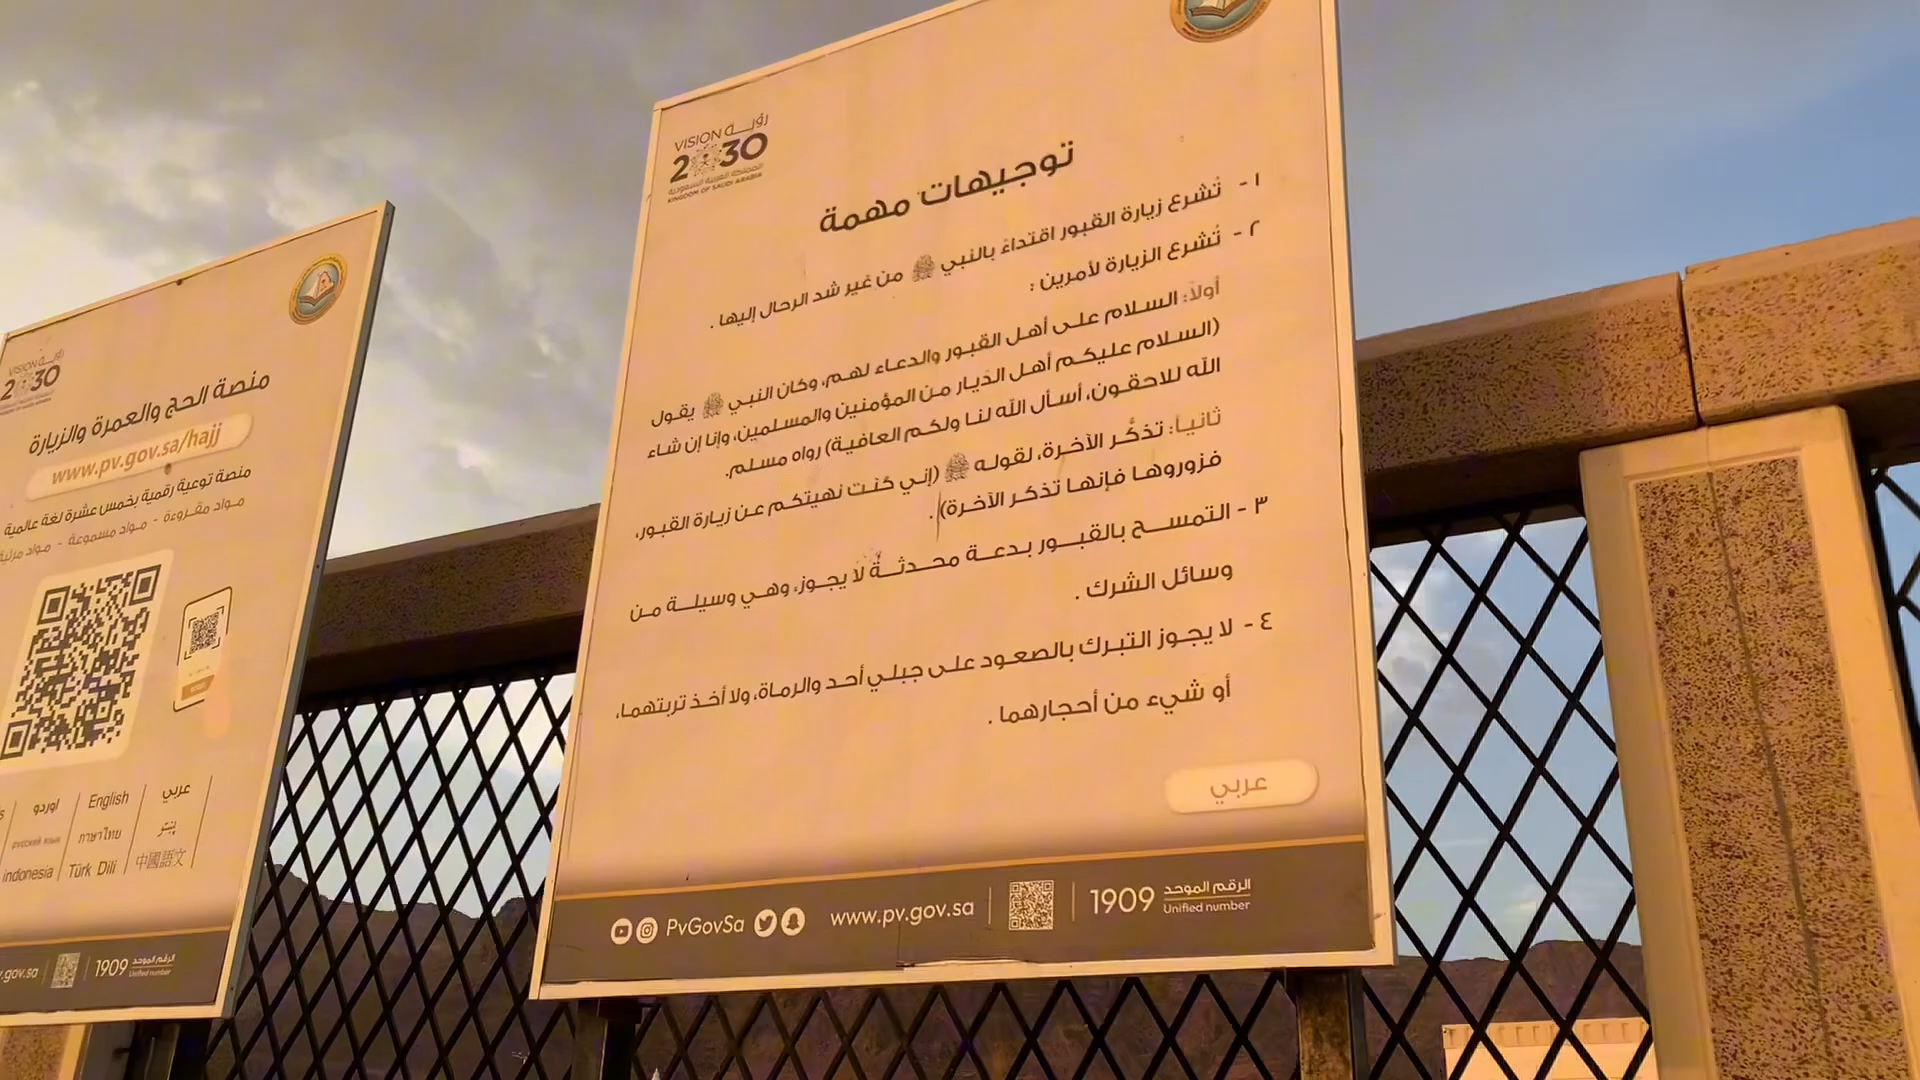 رؤية VISION
2030
المملكة العربية السعودية
KINGDOM OF SAUDI ARABIA
توجيهات مهمة
١ - تُشرع زيارة القبور اقتداءً بالنبي ﷺ من غير شد الرحال إليها .
٢ - تُشرع الزيارة لأمرين :
أولاً: السلام على أهل القبور والدعاء لهم، وكان النبي ﷺ يقول
(السلام عليكم أهل الديار من المؤمنين والمسلمين، وإنا إن شاء
الله للاحقون، أسأل الله لنا ولكم العافية) رواه مسلم.
ثانياً: تذكُّر الآخرة، لقوله ﷺ (إني كنت نهيتكم عن زيارة القبور،
فزوروها فإنها تذكر الآخرة) .
٣ - التمسح بالقبور بدعة محدثة لا يجوز، وهي وسيلة من
وسائل الشرك .
٤ - لا يجوز التبرك بالصعود على جبلي أحد والرماة، ولا أخذ تربتهما،
أو شيء من أحجارهما .
عربي
PvGovSa
www.pv.gov.sa
1909
الرقم الموحد
Unified number
رؤية VISION
2030
منصة الحج والعمرة والزيارة
www.pv.gov.sa/hajj
منصة توعية رقمية بخمس عشرة لغة عالمية
مواد مقروءة - مواد مسموعة - مواد مرئية
عربي
English
اوردو
پښتو
ภาษาไทย
русский язык
中國語文
Türk Dili
indonesia
.gov.sa
1909
الرقم الموحد
Unified number